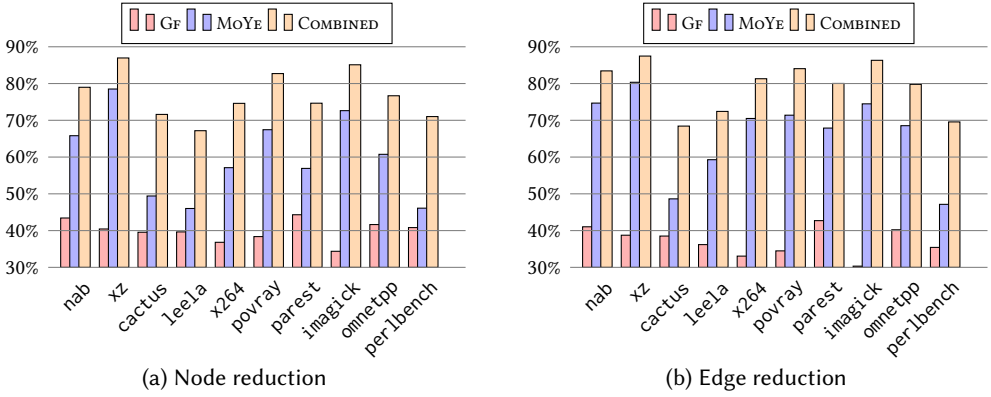 GF MOYE COMBINED
90%
80%
70%
60%
50%
40%
30%
nab xz cactus leela x264 povray parest imagick omnetpp perlbench
(a) Node reduction
GF MOYE COMBINED
90%
80%
70%
60%
50%
40%
30%
nab xz cactus leela x264 povray parest imagick omnetpp perlbench
(b) Edge reduction